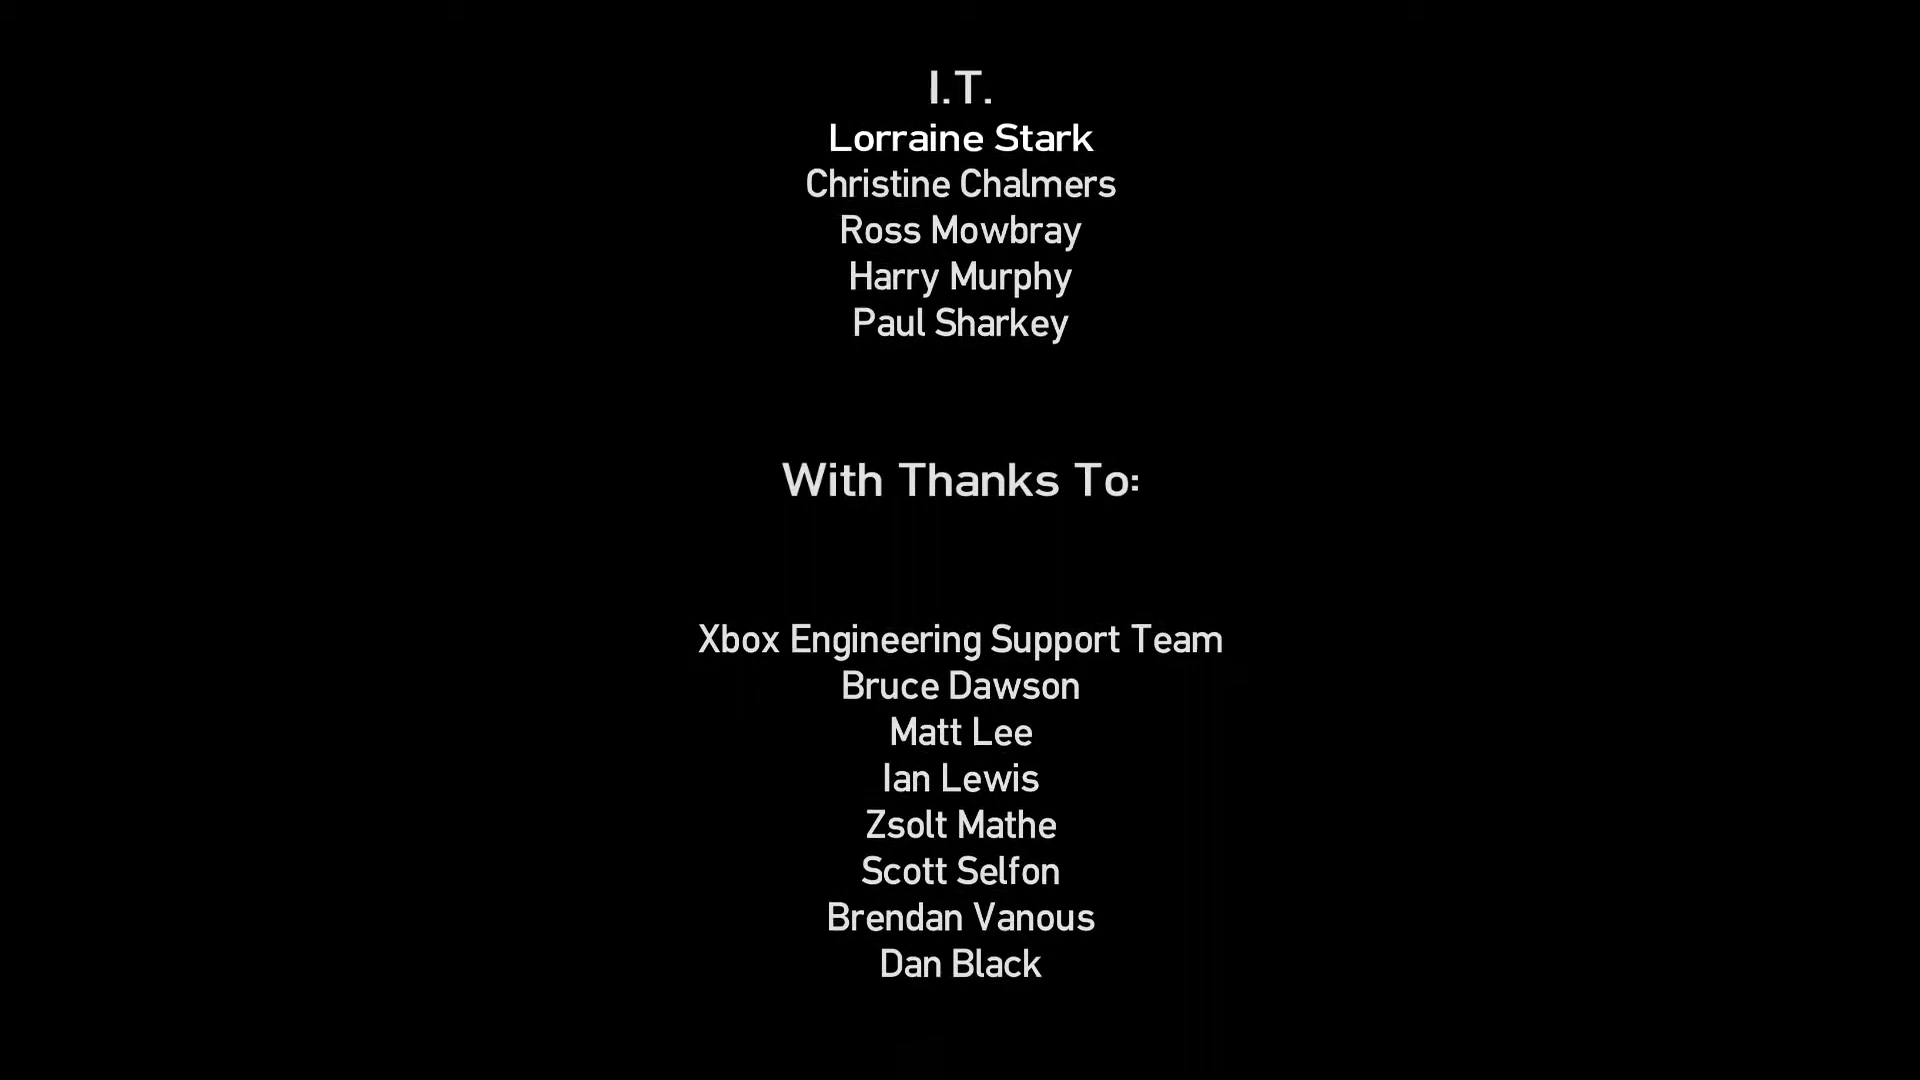 I.T.
Lorraine Stark
Christine Chalmers
Ross Mowbray
Harry Murphy
Paul Sharkey
With Thanks To:
Xbox Engineering Support Team
Bruce Dawson
Matt Lee
Ian Lewis
Zsolt Mathe
Scott Selfon
Brendan Vanous
Dan Black